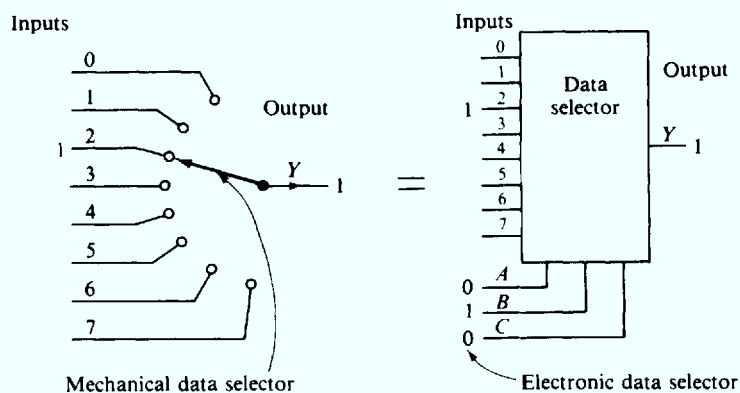 Inputs
0
1
1 2
3
4
5
6
7
Output
Y 1
Mechanical data selector
=
Inputs
0
1
1 2
3
4
5
6
7
Data
selector
Output
Y 1
0 A
1 B
0 C
Electronic data selector